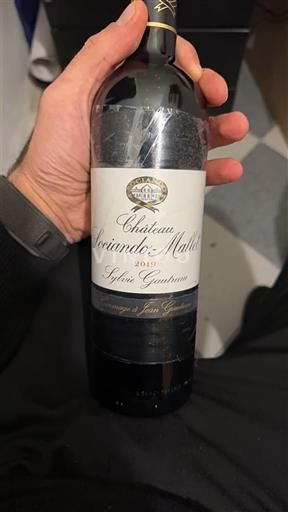 Château
Sociando-Mallet
2019
Sylvie Gautreau
Hommage à Jean Gautreau